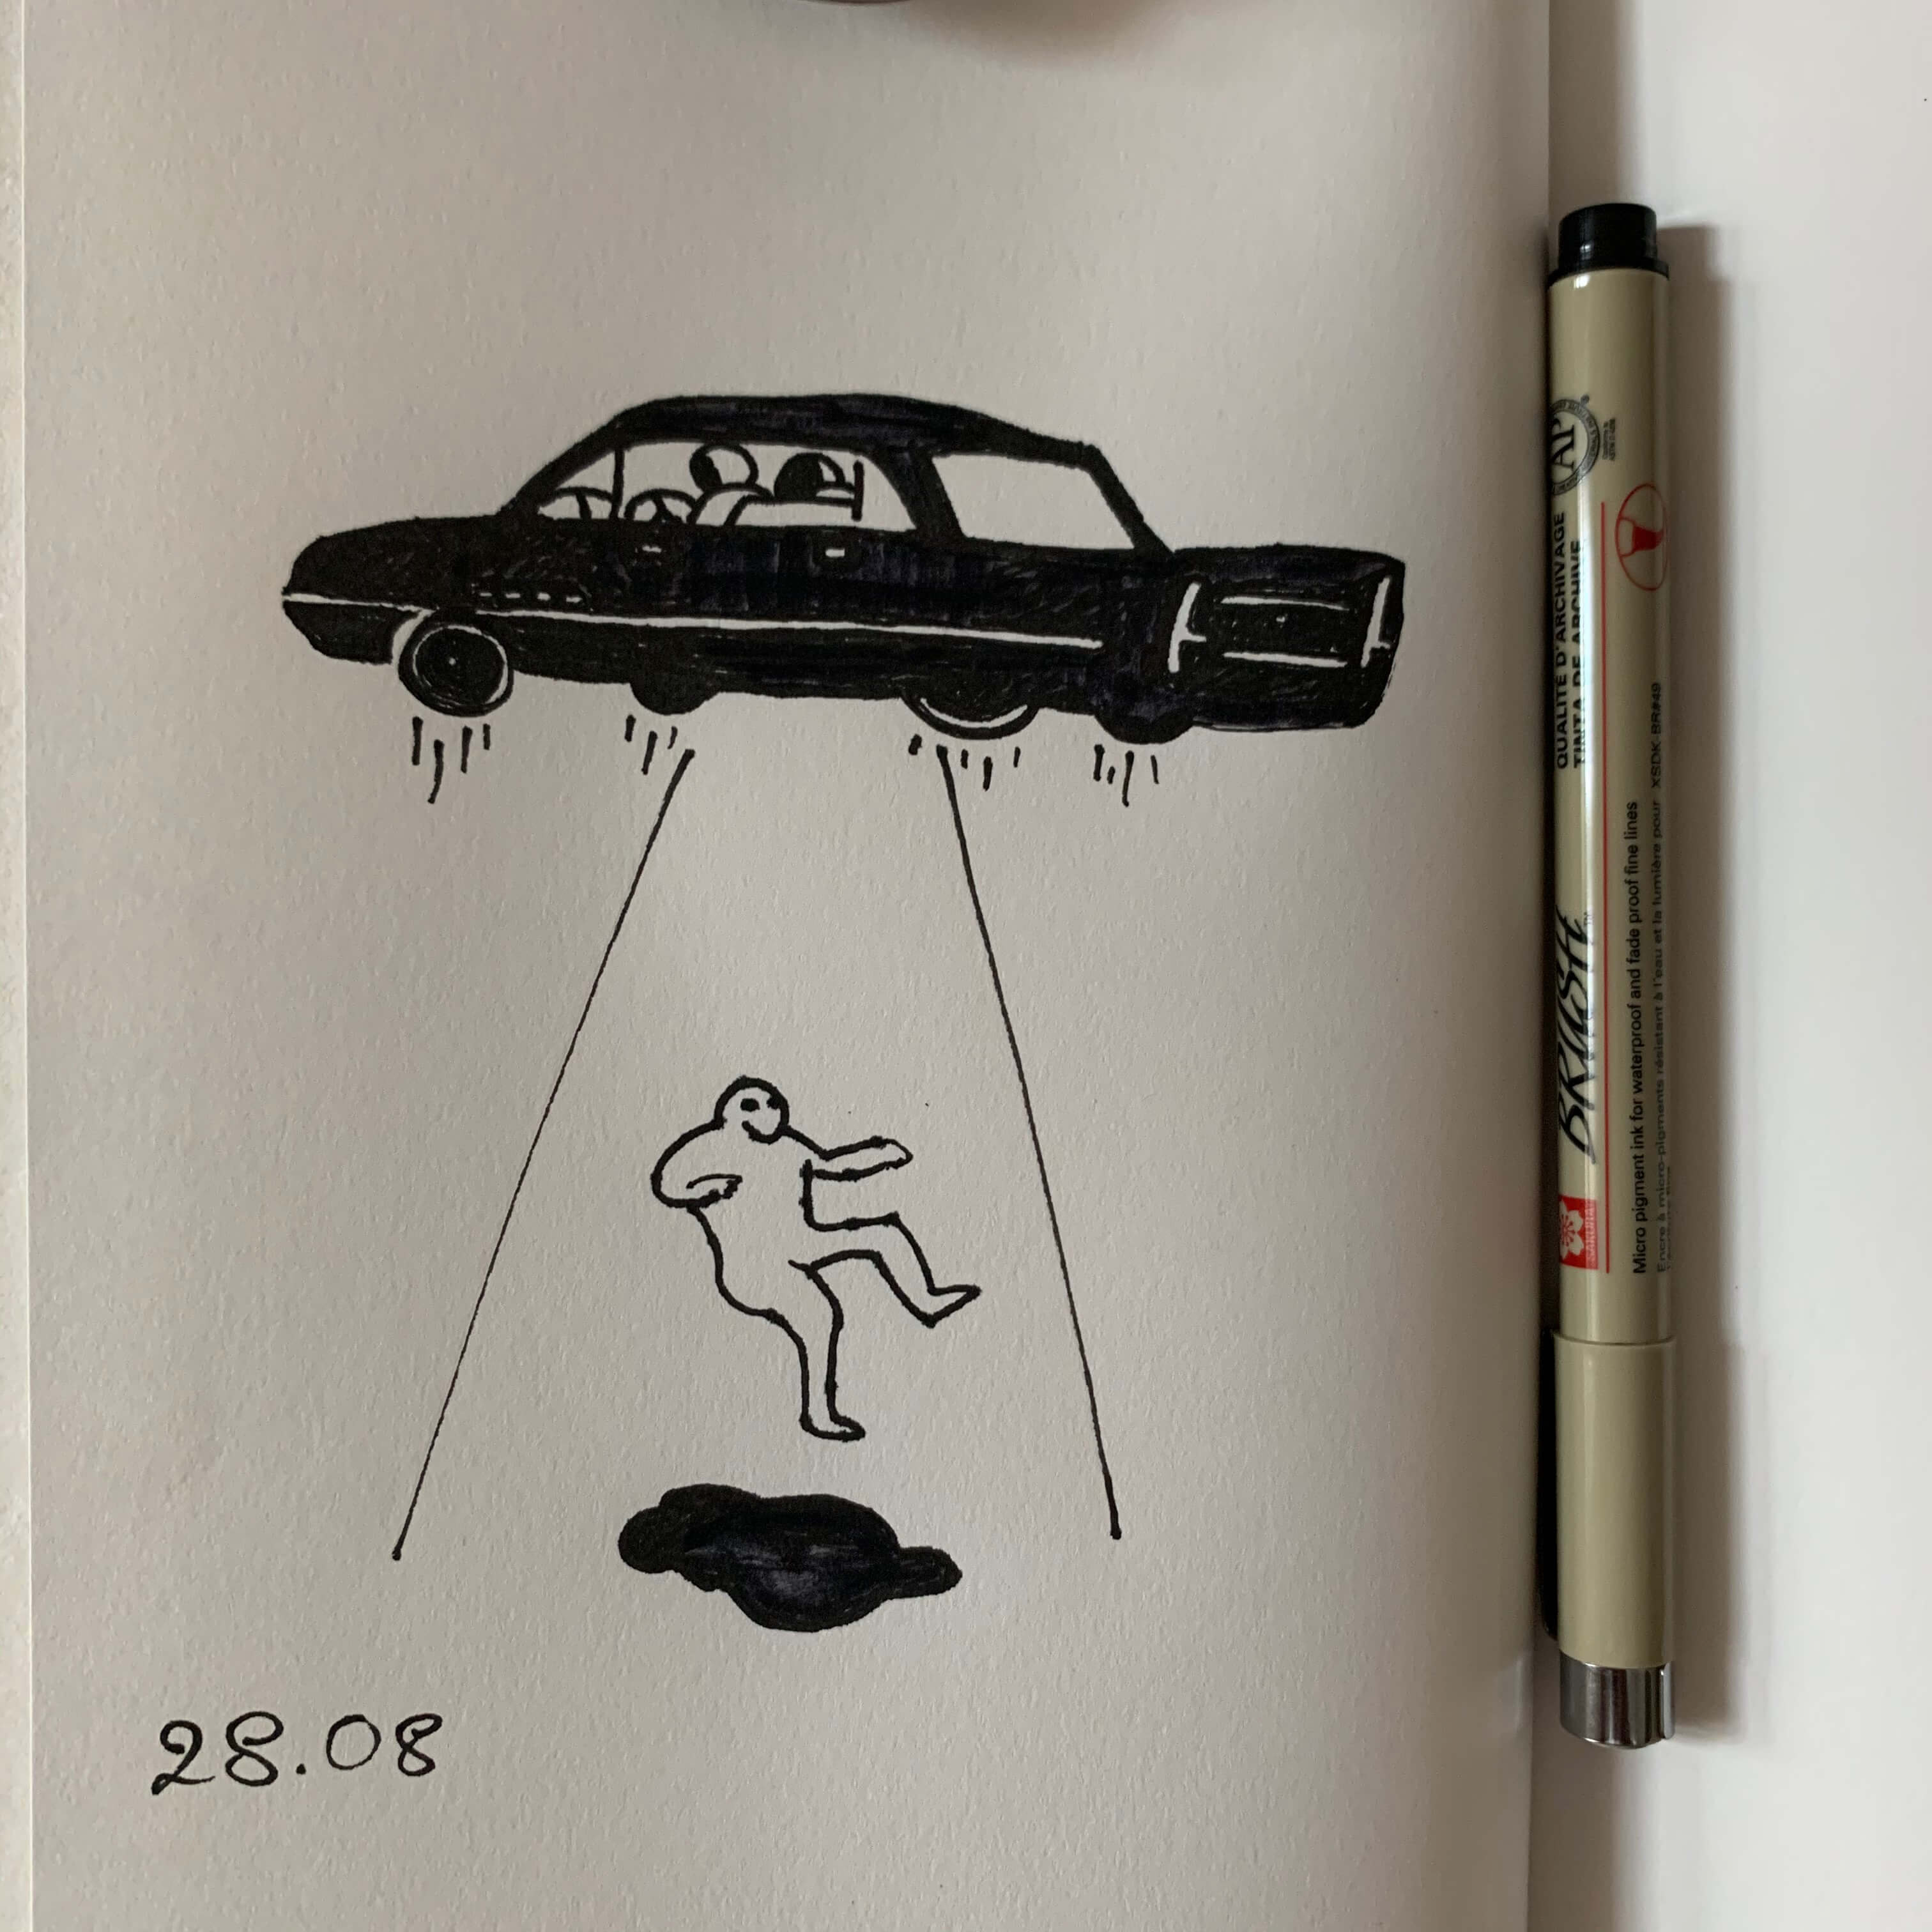 28.08
AP
QUALITÉ D'ARCHIVAGE
TINTA DE ARCHIVE
BRUSH™
Micro pigment ink for waterproof and fade proof fine lines
Encre à micro-pigments résistant à l'eau et la lumière pour XSDK-BR#49